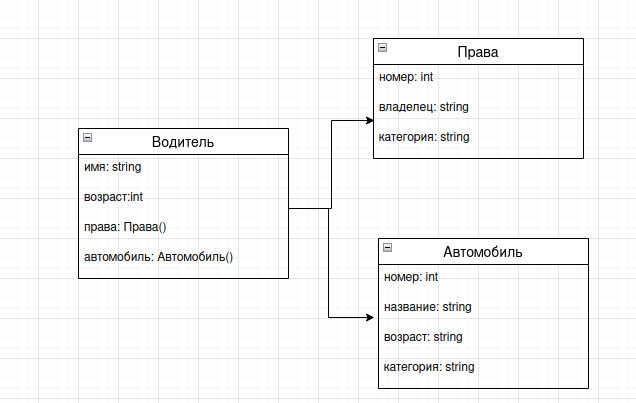 Водитель
имя: string
возраст:int
права: Права()
автомобиль: Автомобиль()
Права
номер: int
владелец: string
категория: string
Автомобиль
номер: int
название: string
возраст: string
категория: string